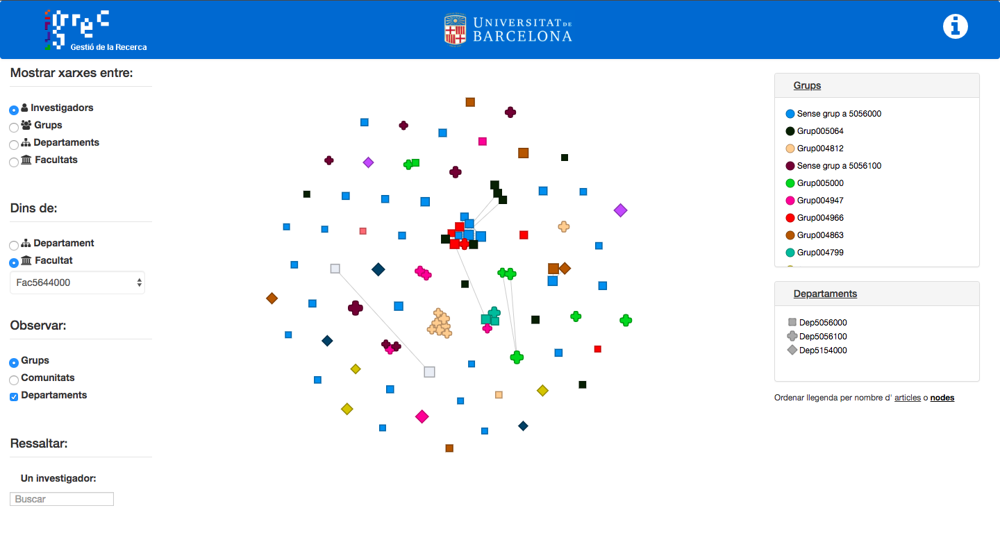 grec
Gestió de la Recerca
UNIVERSITAT DE
BARCELONA
Mostrar xarxes entre:
Investigadors
Grups
Departaments
Facultats
Dins de:
Departament
Facultat
Fac5644000
Observar:
Grups
Comunitats
Departaments
Ressaltar:
Un investigador:
Buscar
Grups
Sense grup a 5056000
Grup005064
Grup004812
Sense grup a 5056100
Grup005000
Grup004947
Grup004966
Grup004863
Grup004799
Departaments
Dep5056000
Dep5056100
Dep5154000
Ordenar llegenda per nombre d' articles o nodes